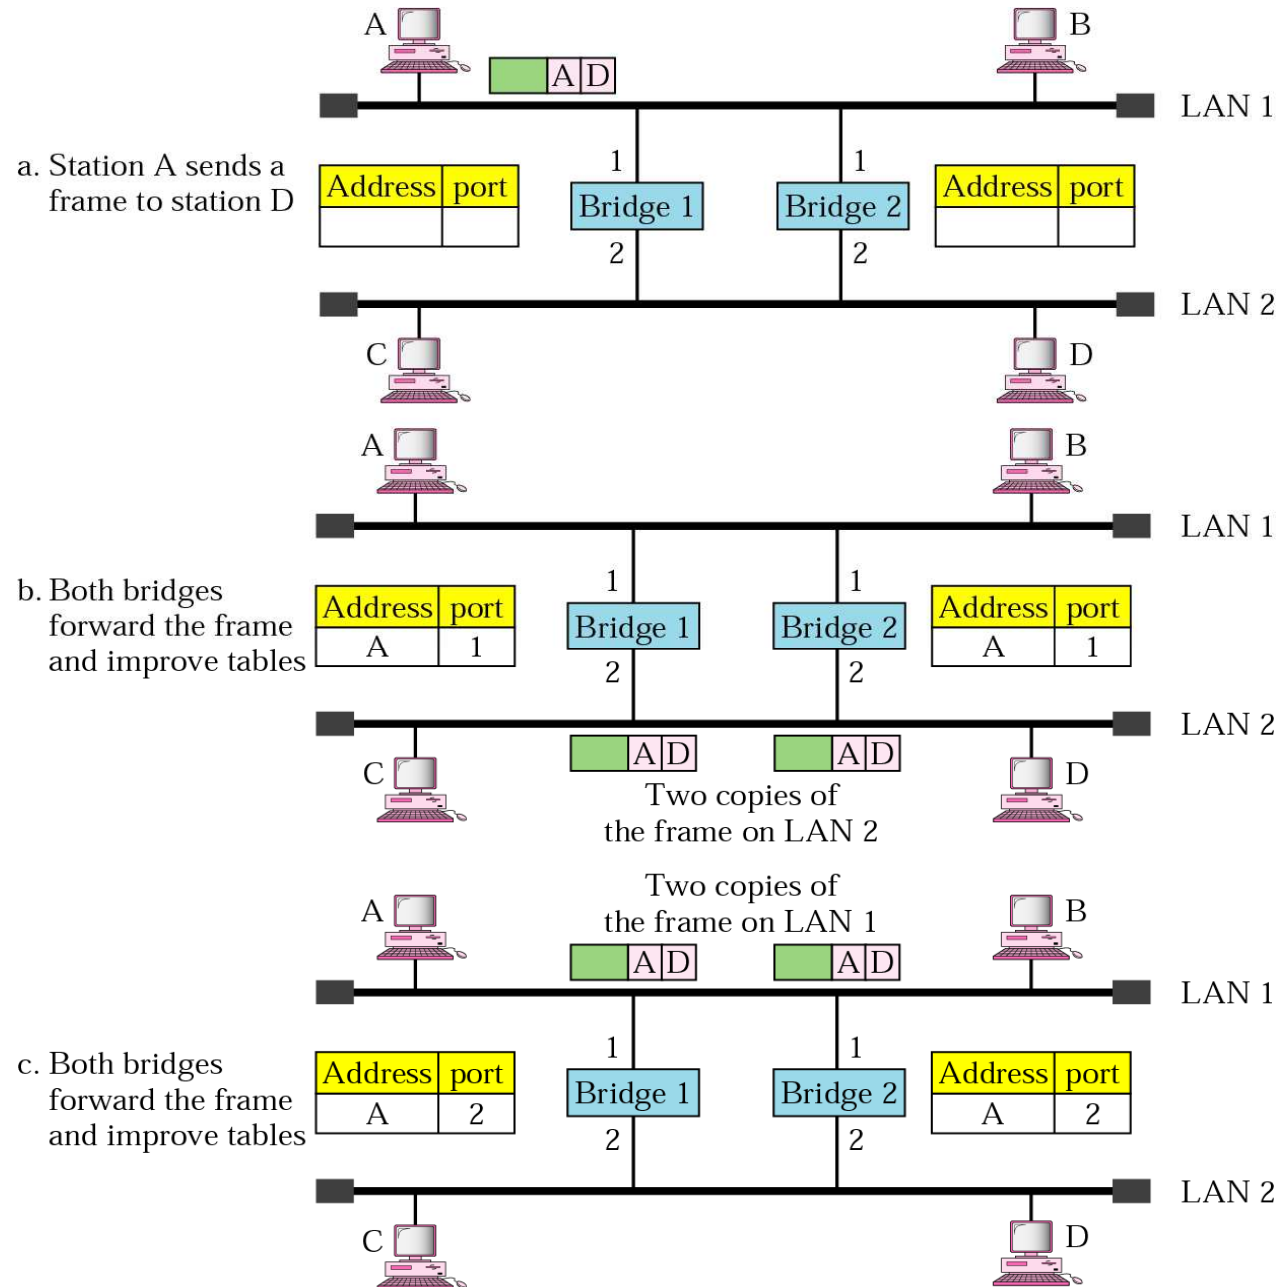 A
B
A D
LAN 1
a. Station A sends a
frame to station D
1
1
Address port
Bridge 1
Bridge 2
Address port
2
2
LAN 2
C
D
A
B
LAN 1
b. Both bridges
forward the frame
and improve tables
1
1
Address port
A 1
Bridge 1
Bridge 2
Address port
A 1
2
2
LAN 2
A D
A D
C
D
Two copies of
the frame on LAN 2
Two copies of
the frame on LAN 1
A
B
A D
A D
LAN 1
c. Both bridges
forward the frame
and improve tables
1
1
Address port
A 2
Bridge 1
Bridge 2
Address port
A 2
2
2
LAN 2
C
D